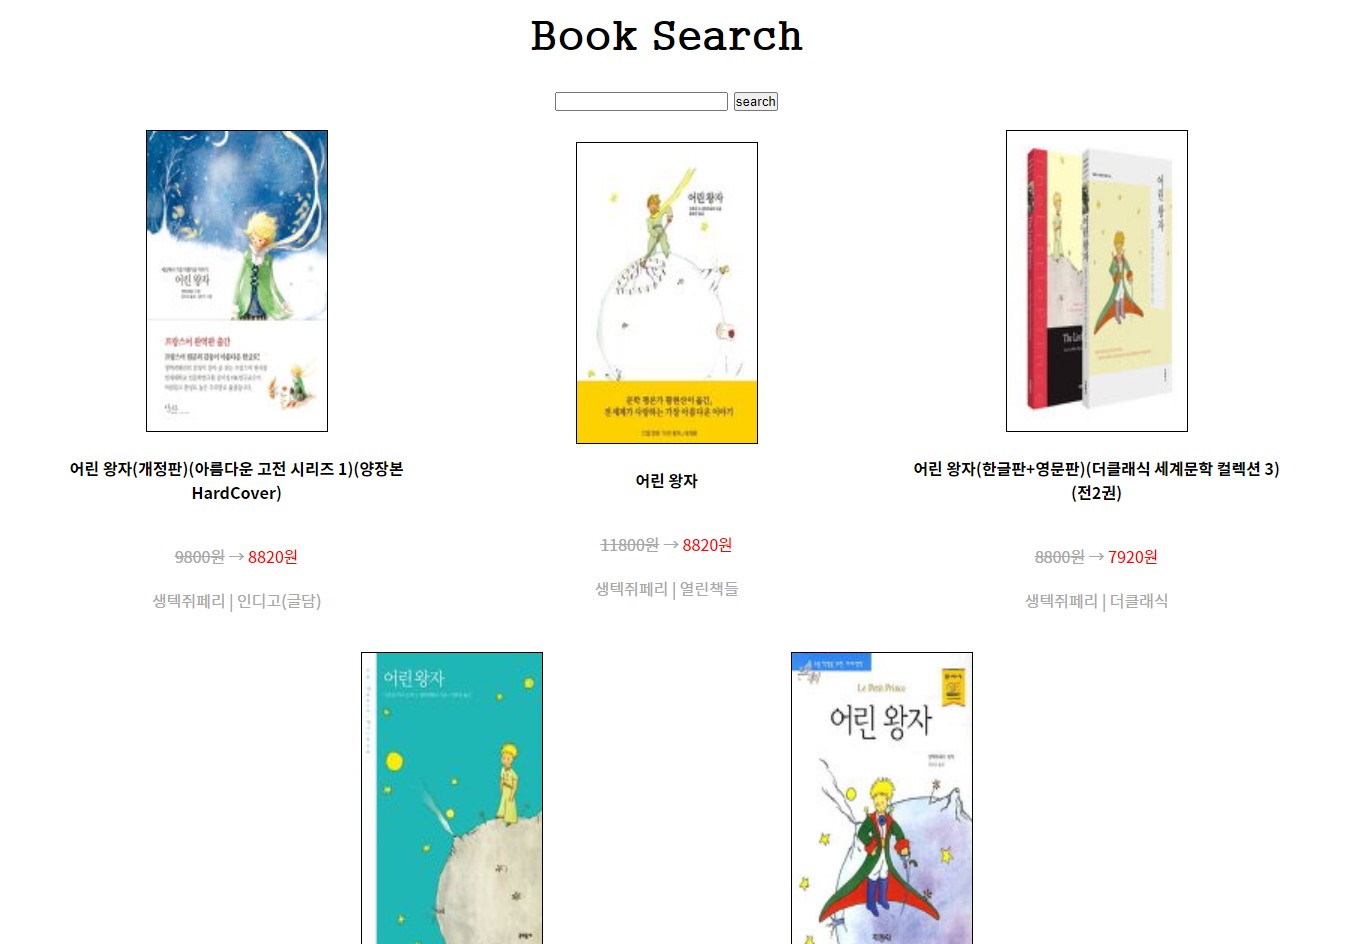 Book Search
search
어린 왕자
프랑스어 완역판 출간
어린 왕자
문학 평론가 황현산이 옮긴,
전 세계가 사랑하는 가장 아름다운 이야기
어린 왕자
어린 왕자(개정판)(아름다운 고전 시리즈 1)(양장본
HardCover)
9800원 → 8820원
생텍쥐페리 | 인디고(글담)
어린 왕자
11800원 → 8820원
생텍쥐페리 | 열린책들
어린 왕자(한글판+영문판)(더클래식 세계문학 컬렉션 3)
(전2권)
8800원 → 7920원
생텍쥐페리 | 더클래식
어린 왕자
Le Petit Prince
어린 왕자